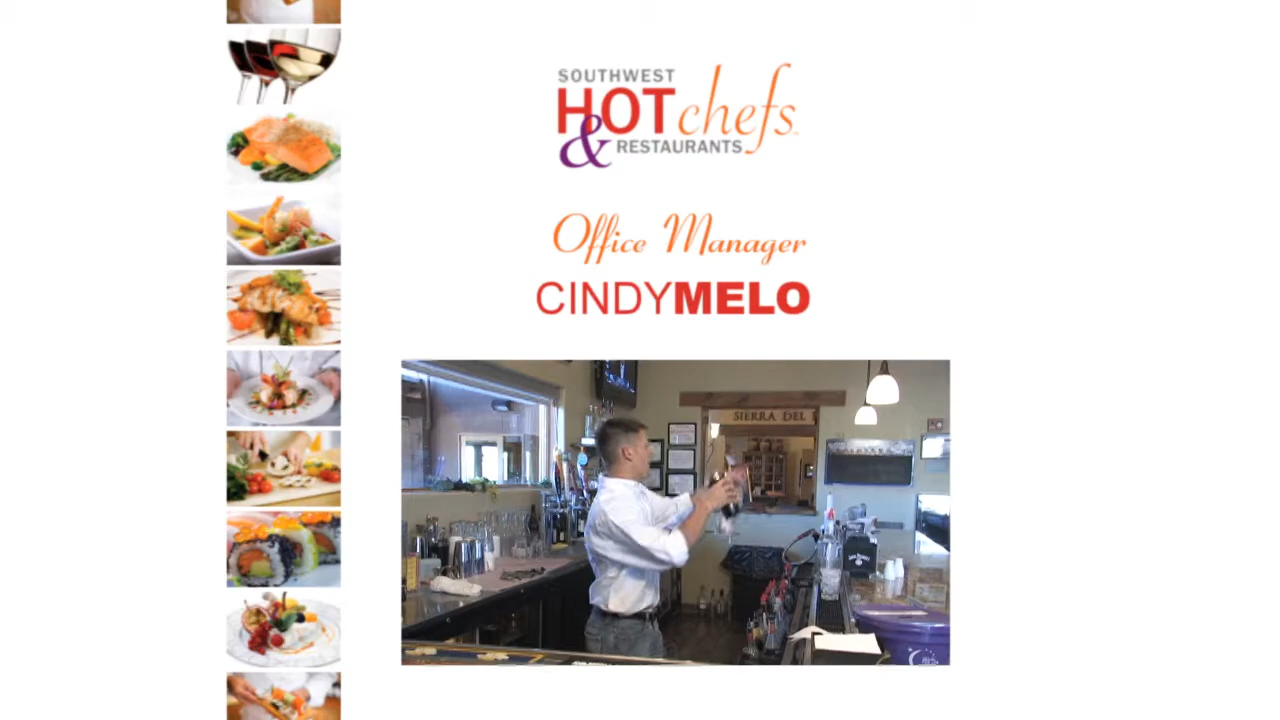 SOUTHWEST
HOT chefs
& RESTAURANTS
Office Manager
CINDYMELO
SIERRA DEL